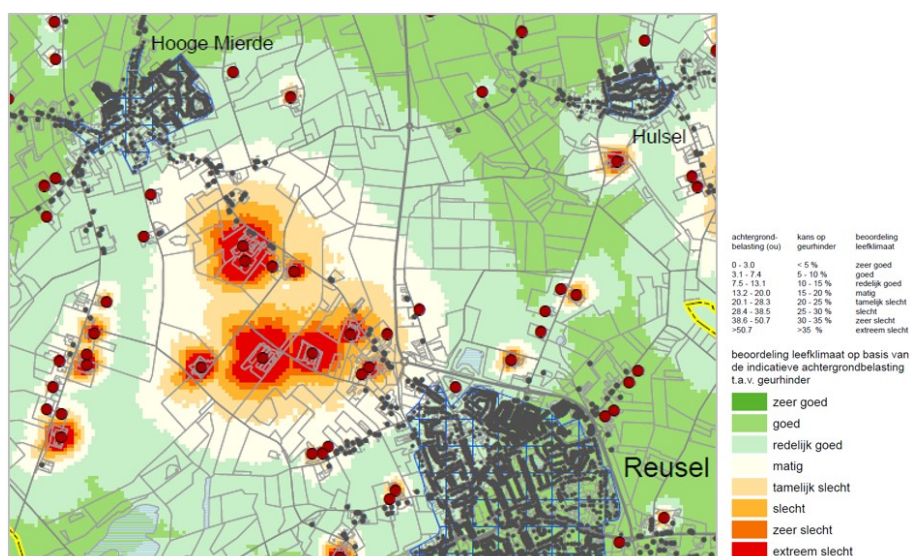 Hooge Mierde
Hulsel
Reusel
achtergrond- kans op beoordeling
belasting (ou) geurhinder leefklimaat
0 - 3.0 < 5 % zeer goed
3.1 - 7.4 5 - 10 % goed
7.5 - 13.1 10 - 15 % redelijk goed
13.2 - 20.0 15 - 20 % matig
20.1 - 28.3 20 - 25 % tamelijk slecht
28.4 - 38.5 25 - 30 % slecht
38.6 - 50.7 30 - 35 % zeer slecht
>50.7 >35 % extreem slecht
beoordeling leefklimaat op basis van
de indicatieve achtergrondbelasting
t.a.v. geurhinder
zeer goed
goed
redelijk goed
matig
tamelijk slecht
slecht
zeer slecht
extreem slecht